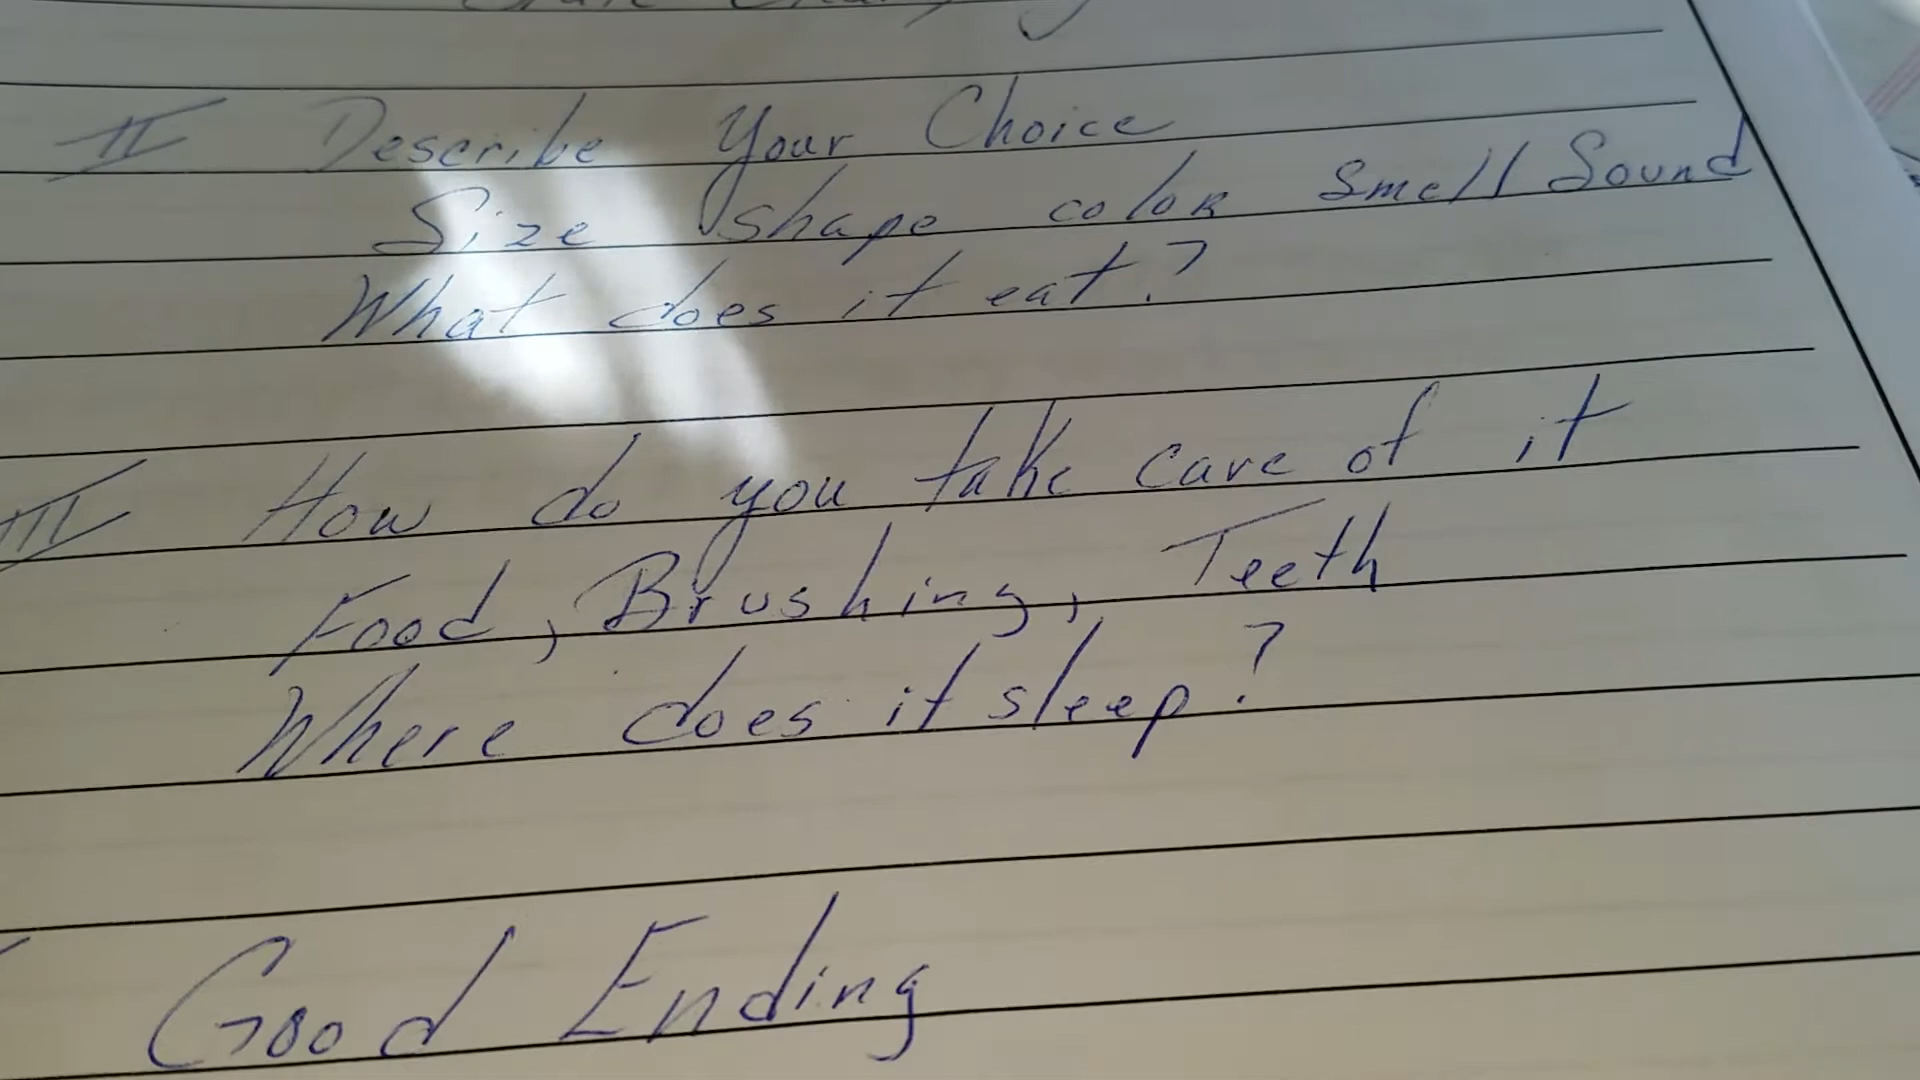 II Describe Your Choice
Size shape color Smell Sound
What does it eat?
III How do you take care of it
Food, Brushing, Teeth
Where does it sleep?
Good Ending